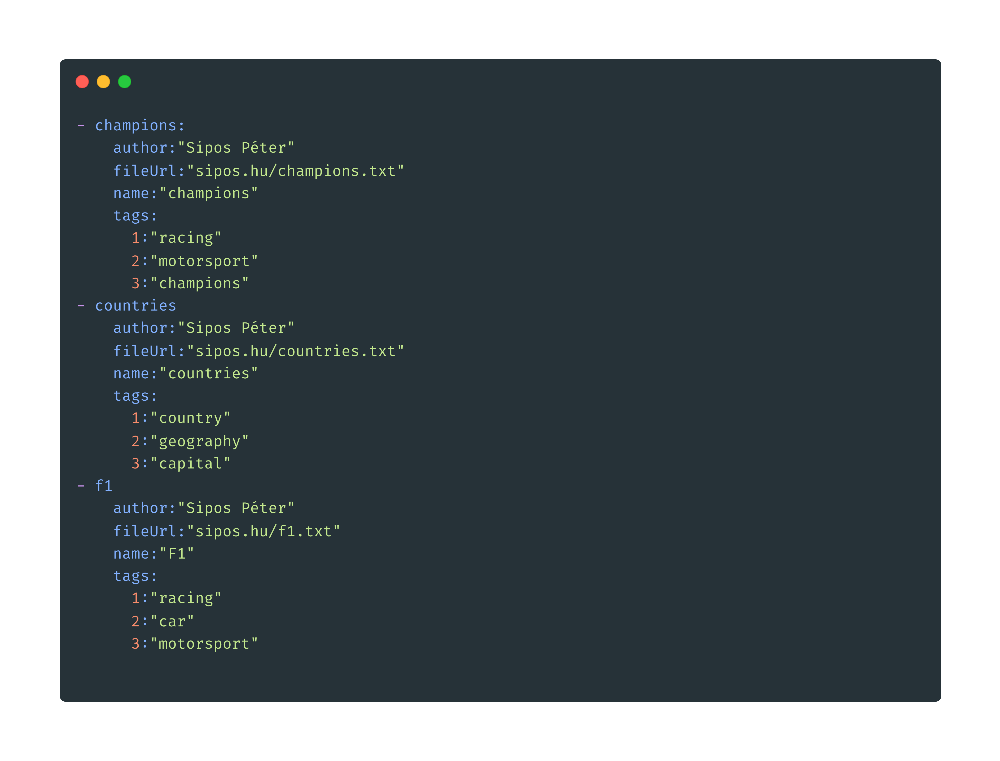 - champions:
    author:"Sipos Péter"
    fileUrl:"sipos.hu/champions.txt"
    name:"champions"
    tags:
      1:"racing"
      2:"motorsport"
      3:"champions"
- countries
    author:"Sipos Péter"
    fileUrl:"sipos.hu/countries.txt"
    name:"countries"
    tags:
      1:"country"
      2:"geography"
      3:"capital"
- f1
    author:"Sipos Péter"
    fileUrl:"sipos.hu/f1.txt"
    name:"F1"
    tags:
      1:"racing"
      2:"car"
      3:"motorsport"